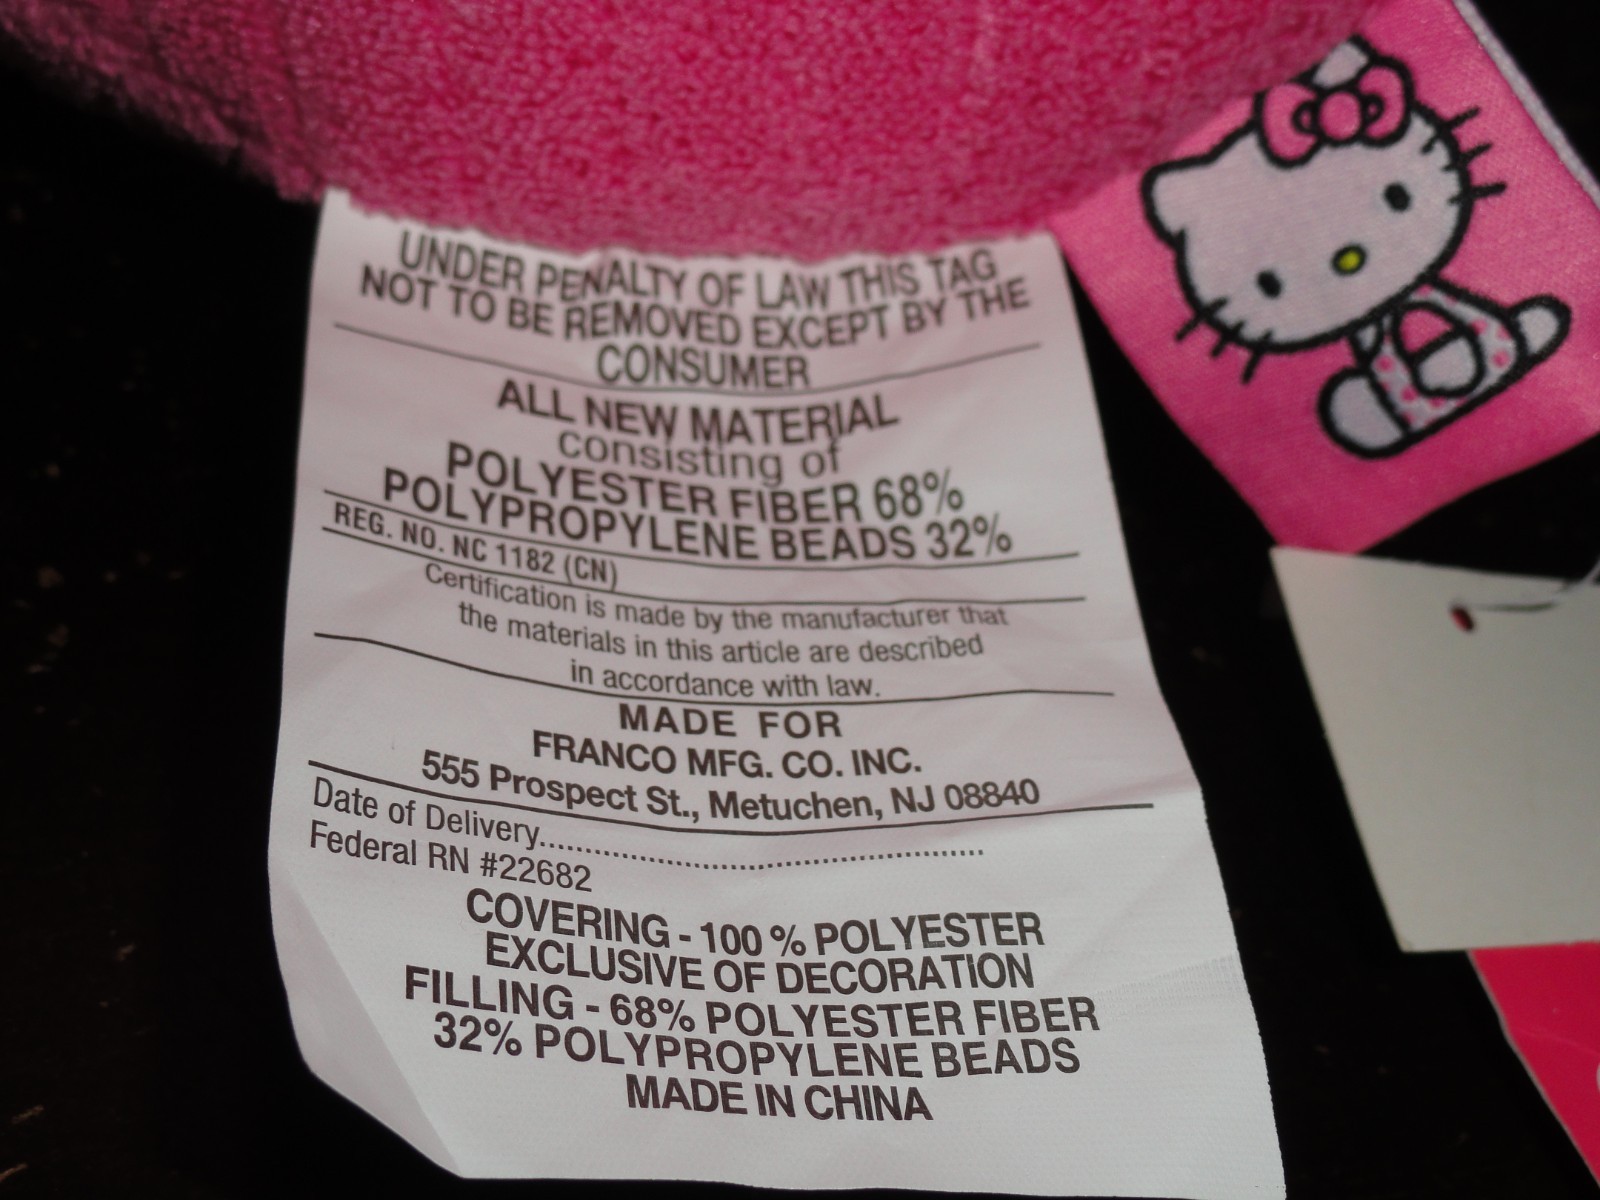 UNDER PENALTY OF LAW THIS TAG
NOT TO BE REMOVED EXCEPT BY THE
CONSUMER
ALL NEW MATERIAL
consisting of
POLYESTER FIBER 68%
POLYPROPYLENE BEADS 32%
REG. NO. NC 1182 (CN)
Certification is made by the manufacturer that
the materials in this article are described
in accordance with law.
MADE FOR
FRANCO MFG. CO. INC.
555 Prospect St., Metuchen, NJ 08840
Date of Delivery.............................................
Federal RN #22682
COVERING - 100 % POLYESTER
EXCLUSIVE OF DECORATION
FILLING - 68% POLYESTER FIBER
32% POLYPROPYLENE BEADS
MADE IN CHINA